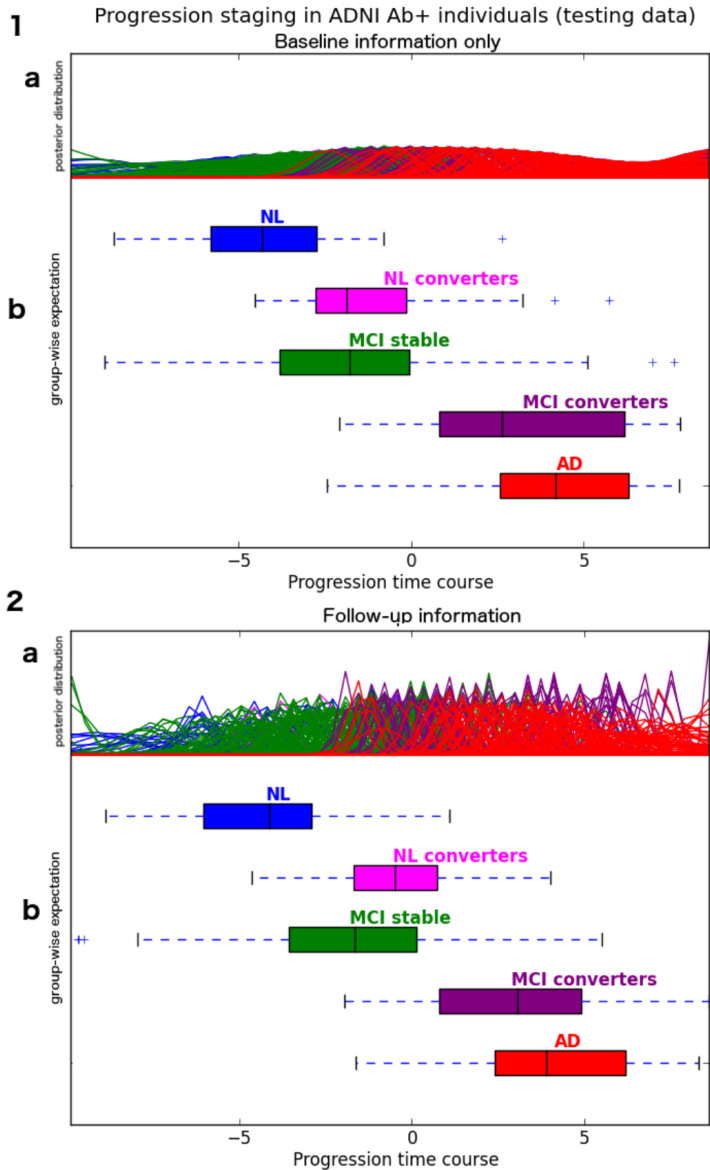 1
Progression staging in ADNI Ab+ individuals (testing data)
Baseline information only
a
posterior distribution
NL
NL converters
b
group-wise expectation
MCI stable
MCI converters
AD
−5 0 5
Progression time course
2
Follow-up information
a
posterior distribution
NL
NL converters
b
group-wise expectation
MCI stable
MCI converters
AD
−5 0 5
Progression time course